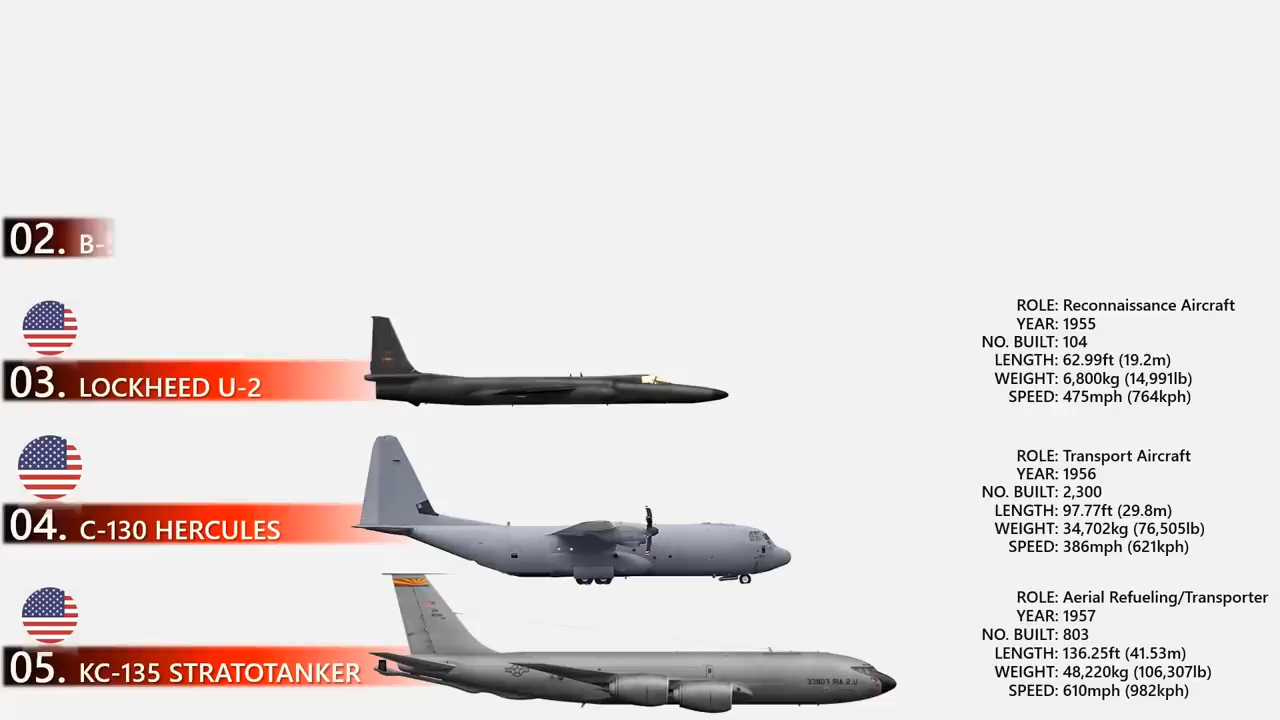 02. B-
ROLE: Reconnaissance Aircraft
YEAR: 1955
NO. BUILT: 104
LENGTH: 62.99ft (19.2m)
WEIGHT: 6,800kg (14,991lb)
SPEED: 475mph (764kph)
03. LOCKHEED U-2
ROLE: Transport Aircraft
YEAR: 1956
NO. BUILT: 2,300
LENGTH: 97.77ft (29.8m)
WEIGHT: 34,702kg (76,505lb)
SPEED: 386mph (621kph)
04. C-130 HERCULES
ROLE: Aerial Refueling/Transporter
YEAR: 1957
NO. BUILT: 803
LENGTH: 136.25ft (41.53m)
WEIGHT: 48,220kg (106,307lb)
SPEED: 610mph (982kph)
05. KC-135 STRATOTANKER
U.S. AIR FORCE